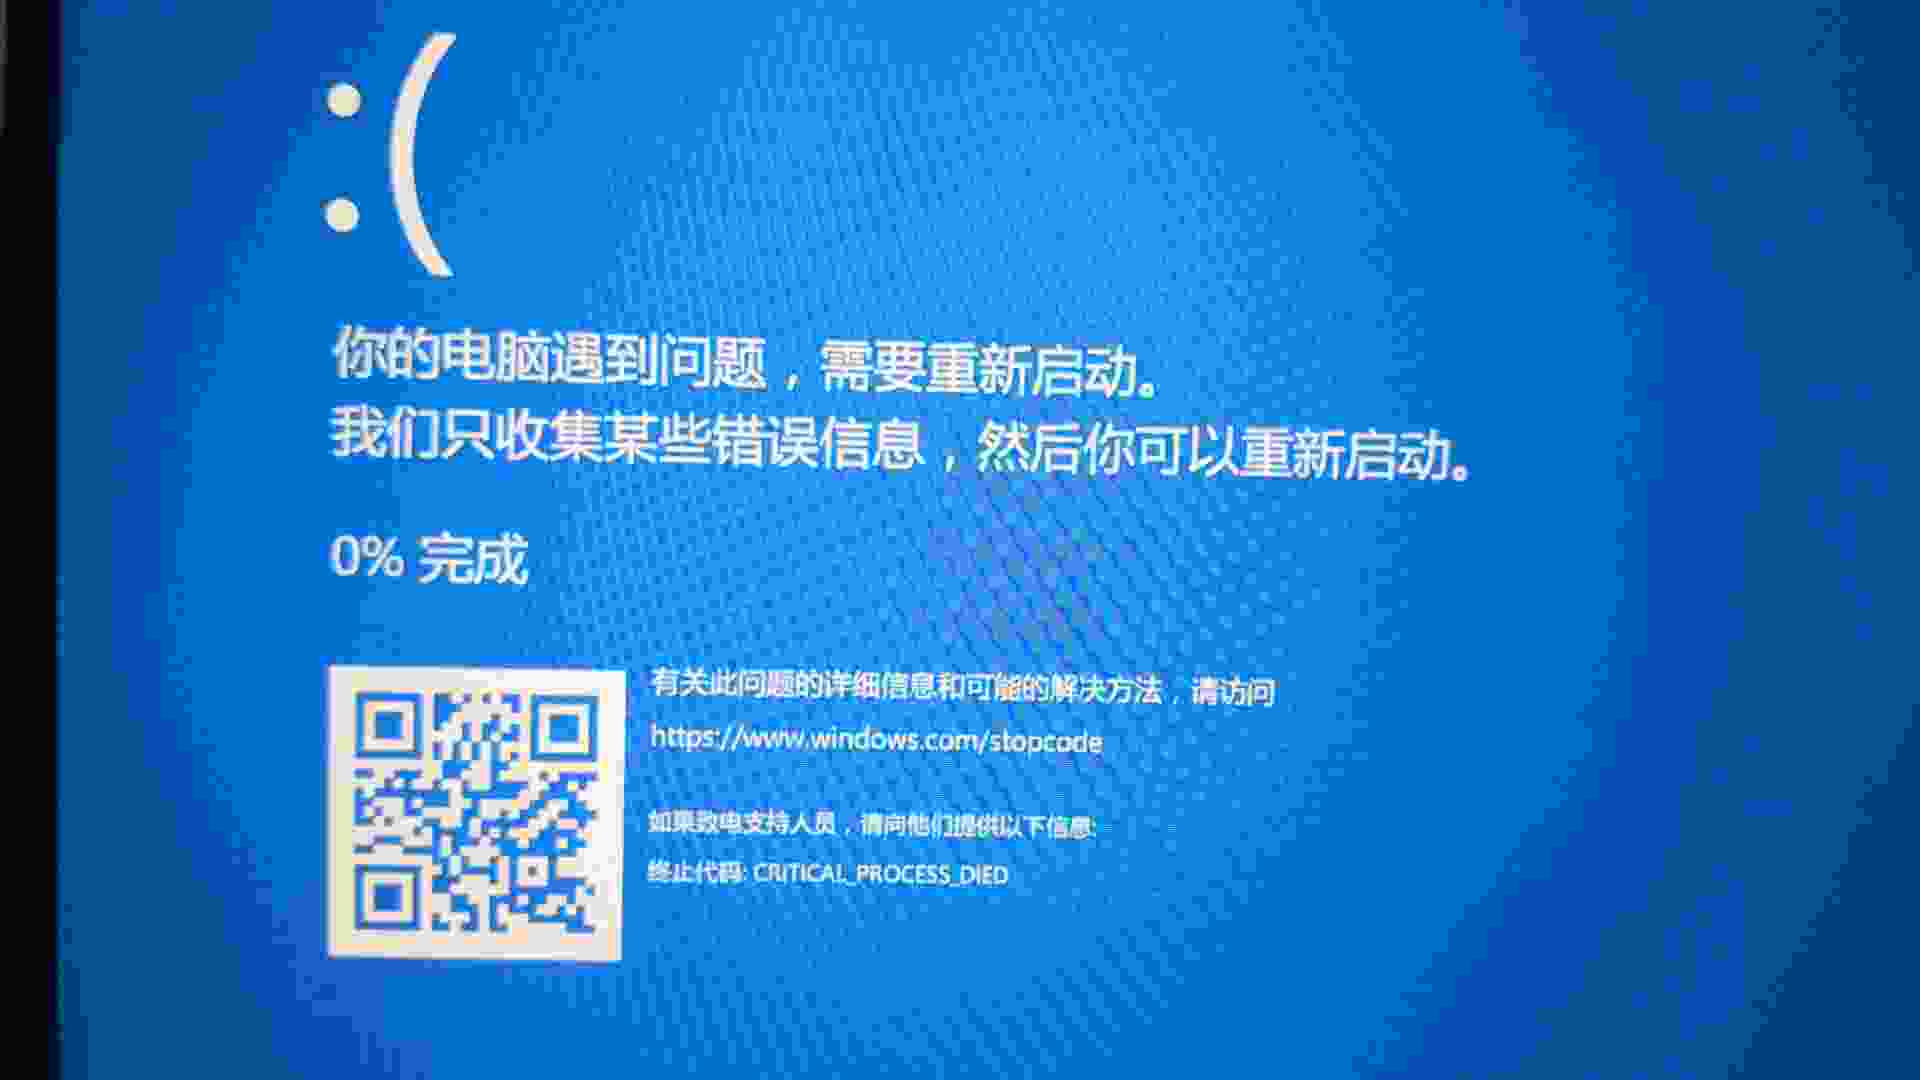 :(
你的电脑遇到问题，需要重新启动。
我们只收集某些错误信息，然后你可以重新启动。
0% 完成
有关此问题的详细信息和可能的解决方法，请访问
https://www.windows.com/stopcode
如果致电支持人员，请向他们提供以下信息:
终止代码: CRITICAL_PROCESS_DIED